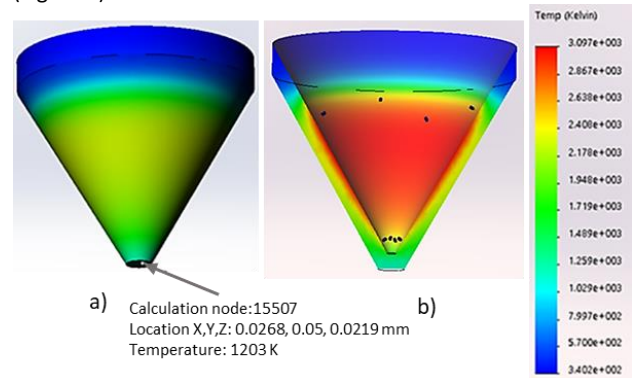 a)
Calculation node:15507
Location X,Y,Z: 0.0268, 0.05, 0.0219 mm
Temperature: 1203 K
b)
Temp (Kelvin)
3.097e+003
2.867e+003
2.638e+003
2.408e+003
2.178e+003
1.948e+003
1.719e+003
1.489e+003
1.259e+003
1.029e+003
7.997e+002
5.700e+002
3.402e+002